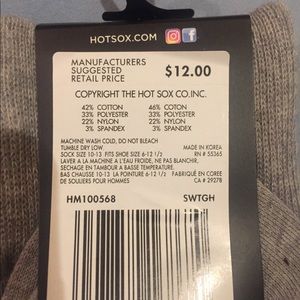 HOTSOX.COM
MANUFACTURERS
SUGGESTED
RETAIL PRICE
$12.00
COPYRIGHT THE HOT SOX CO.INC.
42% COTTON 46% COTON
33% POLYESTER 33% POLYESTER
22% NYLON 22% NYLON
3% SPANDEX 3% SPANDEX
MACHINE WASH COLD, DO NOT BLEACH
TUMBLE DRY LOW MADE IN KOREA
SOCK SIZE 10-13 FITS SHOE SIZE 6-12 1/2 RN # 55365
LAVER A LA MACHINE A L'EAU FROIDE, NE PAS BLANCHIR.
SECHAGE EN TAMBOUR A BASSE TEMPERATURE.
BAS CHAUSSE 10-13 LA POINTURE 6-12 1/2 FABRIQUE EN COREE
DE SOULIERS POUR HOMMES CA # 29278
HM100568 SWTGH